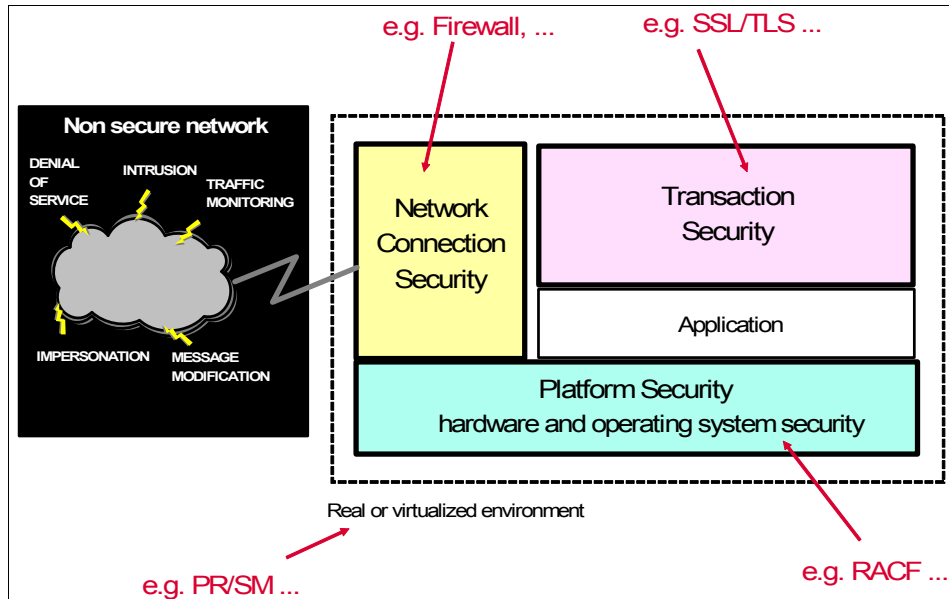 e.g. Firewall, ...
e.g. SSL/TLS ...
Non secure network
DENIAL
OF
SERVICE
INTRUSION
TRAFFIC
MONITORING
IMPERSONATION
MESSAGE
MODIFICATION
Network
Connection
Security
Transaction
Security
Application
Platform Security
hardware and operating system security
Real or virtualized environment
e.g. PR/SM ...
e.g. RACF ...